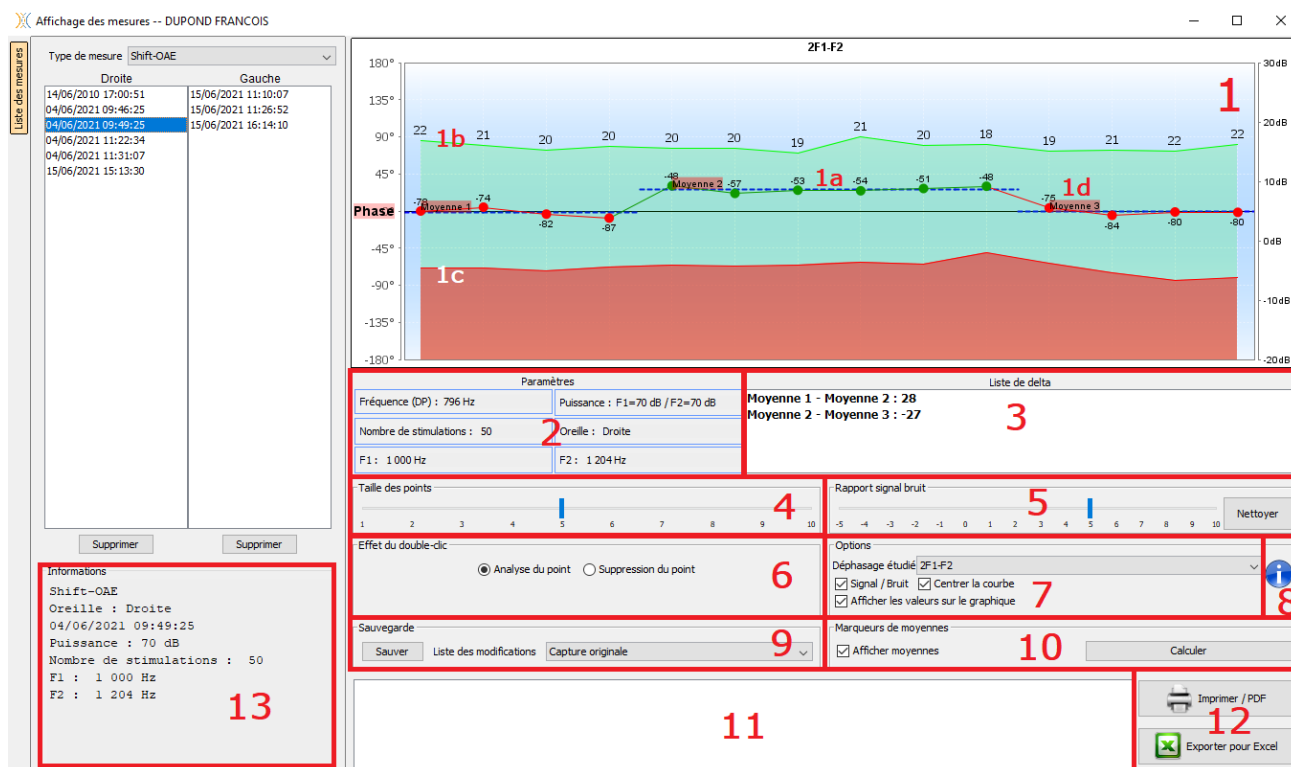 Affichage des mesures -- DUPOND FRANCOIS
Liste des mesures
Type de mesure Shift-OAE
Droite Gauche
14/06/2010 17:00:51 15/06/2021 11:10:07
04/06/2021 09:46:25 15/06/2021 11:26:52
04/06/2021 09:49:25 15/06/2021 16:14:10
04/06/2021 11:22:34
04/06/2021 11:31:07
15/06/2021 15:13:30
Supprimer Supprimer
Informations
Shift-OAE
Oreille : Droite
04/06/2021 09:49:25
Puissance : 70 dB
Nombre de stimulations : 50
F1 : 1 000 Hz
F2 : 1 204 Hz
13
2F1-F2
180° 30dB
135° 1
90° 20dB
22 21 20 20 20 20 19 21 20 18 19 21 22 22
1b
45° 10dB
-48 -57 -53 -54 -51 -48
Moyenne 2 1a 1d
Phase -78 -74 -82 -87 -75 -84 -80 -80
Moyenne 1 Moyenne 3
-45° 0dB
1c
-90° -10dB
-135°
-180° -20dB
Paramètres
Fréquence (DP) : 796 Hz Puissance : F1=70 dB / F2=70 dB
Nombre de stimulations : 50 2 Oreille : Droite
F1 : 1 000 Hz F2 : 1 204 Hz
Liste de delta
Moyenne 1 - Moyenne 2 : 28
Moyenne 2 - Moyenne 3 : -27
3
Taille des points
4
1 2 3 4 5 6 7 8 9 10
Rapport signal bruit
5
-5 -4 -3 -2 -1 0 1 2 3 4 5 6 7 8 9 10
Nettoyer
Effet du double-clic
Analyse du point Suppression du point
6
Options
Déphasage étudié 2F1-F2
Signal / Bruit Centrer la courbe
Afficher les valeurs sur le graphique
7
8
Sauvegarde
Sauver Liste des modifications Capture originale
9
Marqueurs de moyennes
Afficher moyennes 10 Calculer
11
Imprimer / PDF
12
Exporter pour Excel